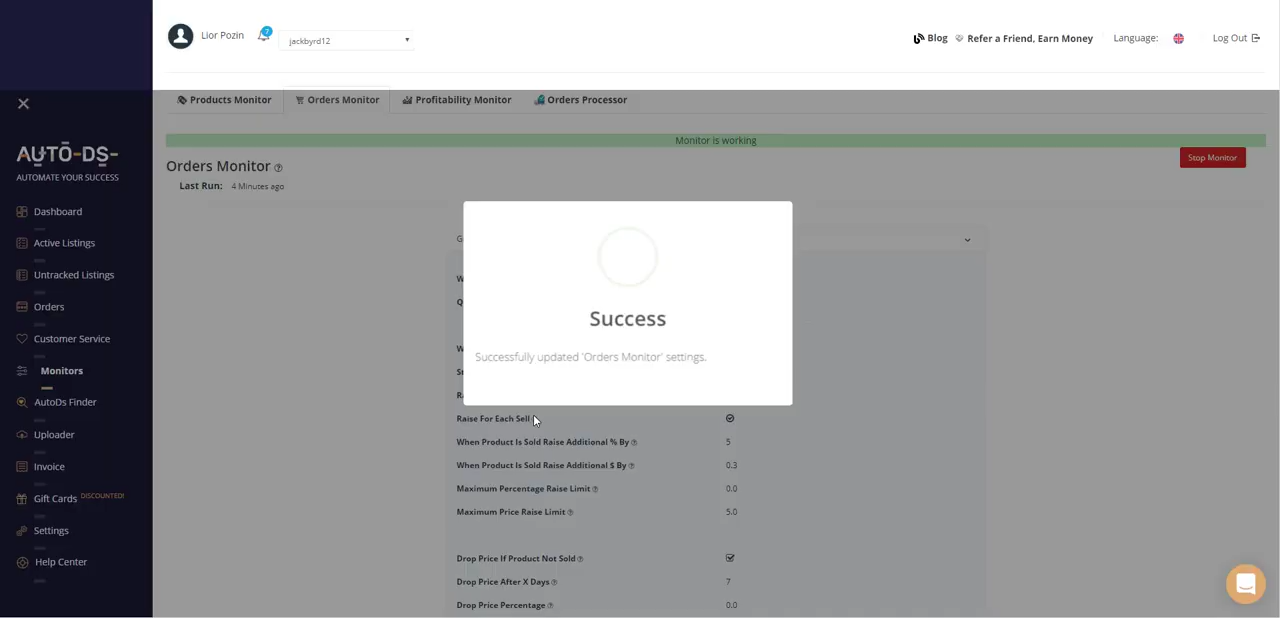 Lior Pozin
7
jackbyrd12
Blog
Refer a Friend, Earn Money
Language:
Log Out
Products Monitor
Orders Monitor
Profitability Monitor
Orders Processor
Monitor is working
Orders Monitor
Stop Monitor
Last Run: 4 Minutes ago
AUTO-DS-
AUTOMATE YOUR SUCCESS
Dashboard
Active Listings
Untracked Listings
Orders
Customer Service
Monitors
AutoDs Finder
Uploader
Invoice
Gift Cards DISCOUNTED!
Settings
Help Center
Success
Successfully updated 'Orders Monitor' settings.
Raise For Each Sell
When Product Is Sold Raise Additional % By 5
When Product Is Sold Raise Additional $ By 0.3
Maximum Percentage Raise Limit 0.0
Maximum Price Raise Limit 5.0
Drop Price If Product Not Sold
Drop Price After X Days 7
Drop Price Percentage 0.0